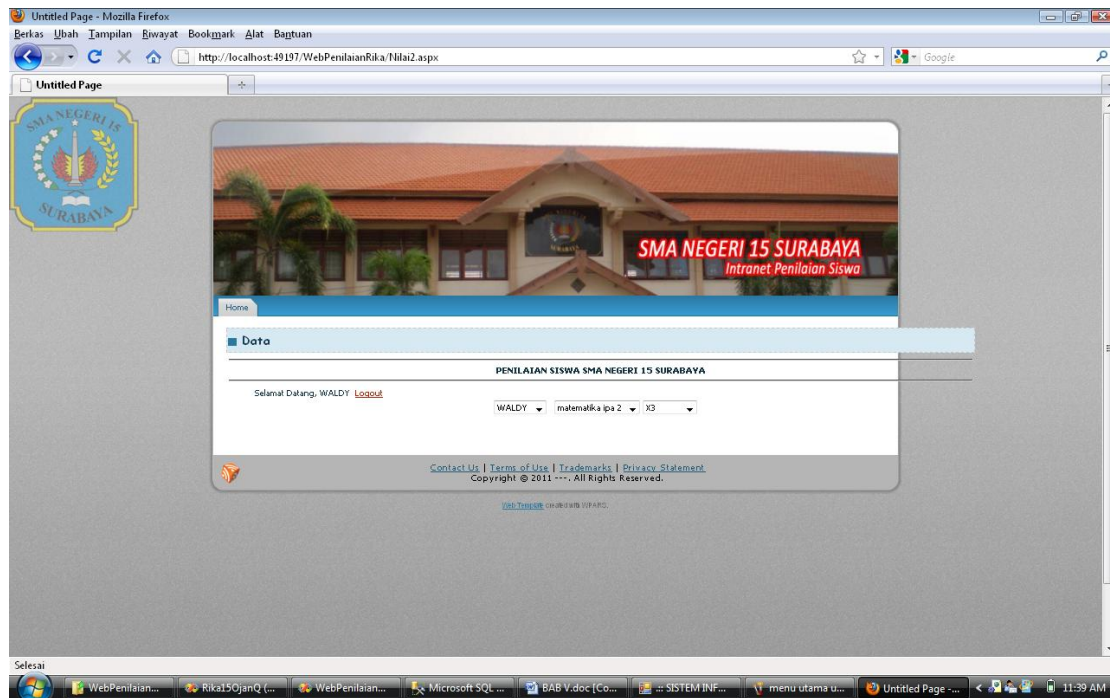 Untitled Page - Mozilla Firefox
Berkas Ubah Tampilan Riwayat Bookmark Alat Bantuan
http://localhost:49197/WebPenilaianRika/Nilai2.aspx
Google
Untitled Page
SMA NEGERI 15
SURABAYA
SMA NEGERI 15 SURABAYA
Intranet Penilaian Siswa
Home
Data
PENILAIAN SISWA SMA NEGERI 15 SURABAYA
Selamat Datang, WALDY Logout
WALDY matematika ipa 2 X3
Contact Us | Terms of Use | Trademarks | Privacy Statement
Copyright © 2011 ---. All Rights Reserved.
Web Template created with
Selesai
WebPenilaian... Rika15OjanQ (... WebPenilaian... Microsoft SQL ... BAB V.doc [Co... .:: SISTEM INF... menu utama u... Untitled Page -... 11:39 AM